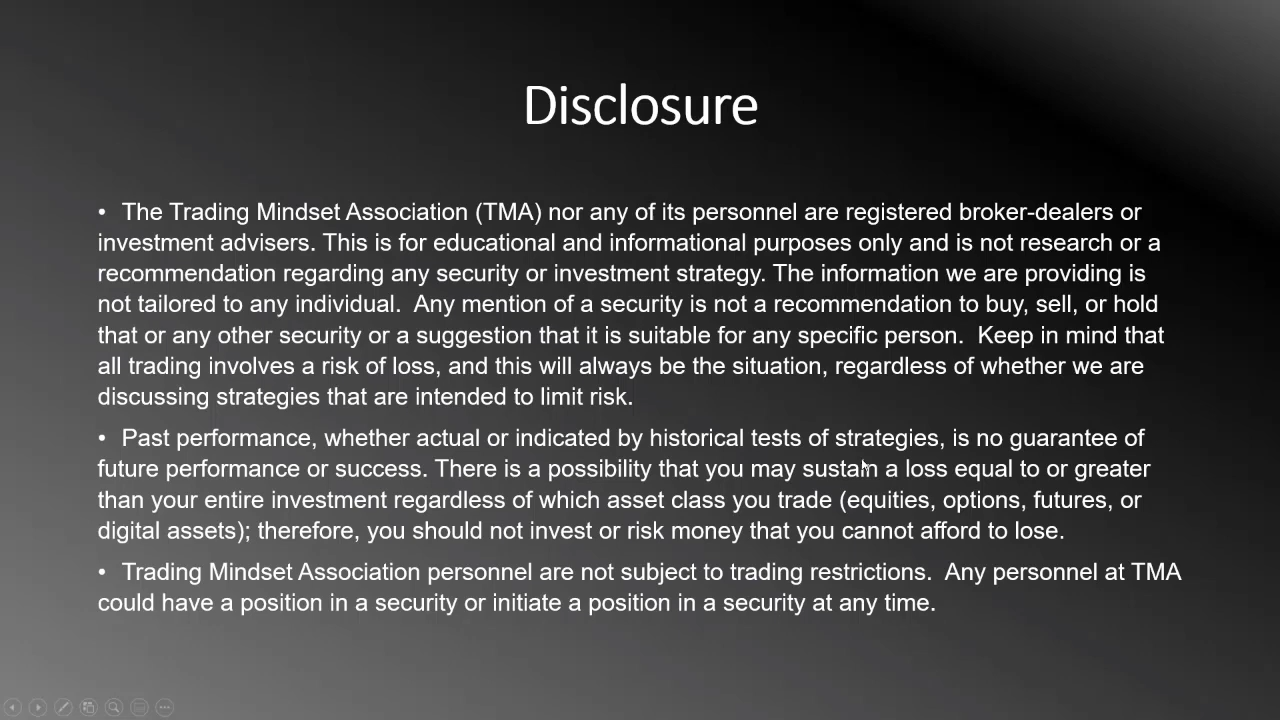 Disclosure
• The Trading Mindset Association (TMA) nor any of its personnel are registered broker-dealers or
investment advisers. This is for educational and informational purposes only and is not research or a
recommendation regarding any security or investment strategy. The information we are providing is
not tailored to any individual.  Any mention of a security is not a recommendation to buy, sell, or hold
that or any other security or a suggestion that it is suitable for any specific person.  Keep in mind that
all trading involves a risk of loss, and this will always be the situation, regardless of whether we are
discussing strategies that are intended to limit risk.
• Past performance, whether actual or indicated by historical tests of strategies, is no guarantee of
future performance or success. There is a possibility that you may sustain a loss equal to or greater
than your entire investment regardless of which asset class you trade (equities, options, futures, or
digital assets); therefore, you should not invest or risk money that you cannot afford to lose.
• Trading Mindset Association personnel are not subject to trading restrictions.  Any personnel at TMA
could have a position in a security or initiate a position in a security at any time.